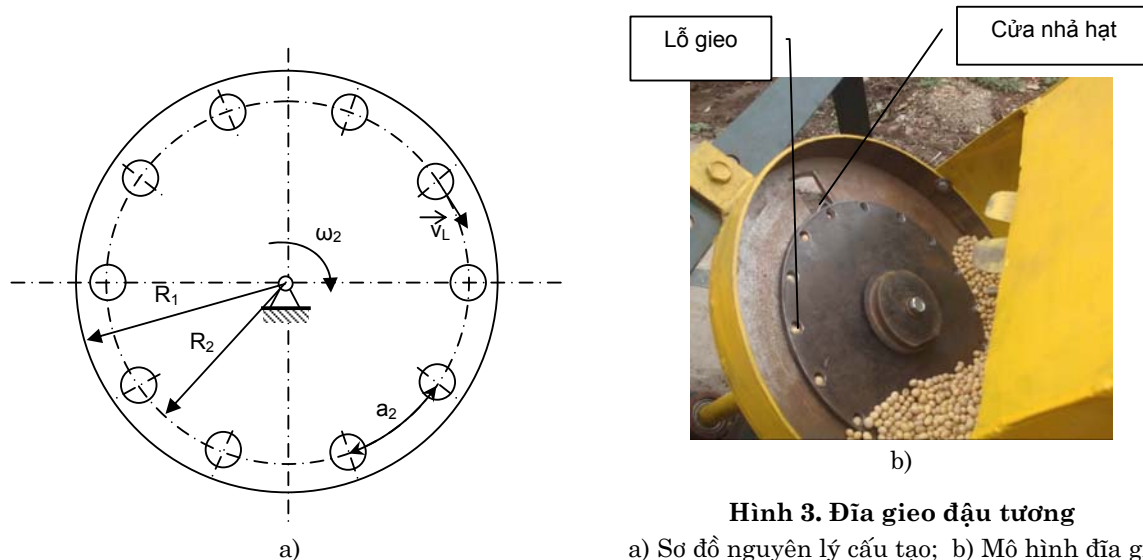 Lỗ gieo
Cửa nhả hạt
v_L
ω₂
R₁
R₂
a₂
a)
b)
Hình 3. Đĩa gieo đậu tương
a) Sơ đồ nguyên lý cấu tạo; b) Mô hình đĩa g